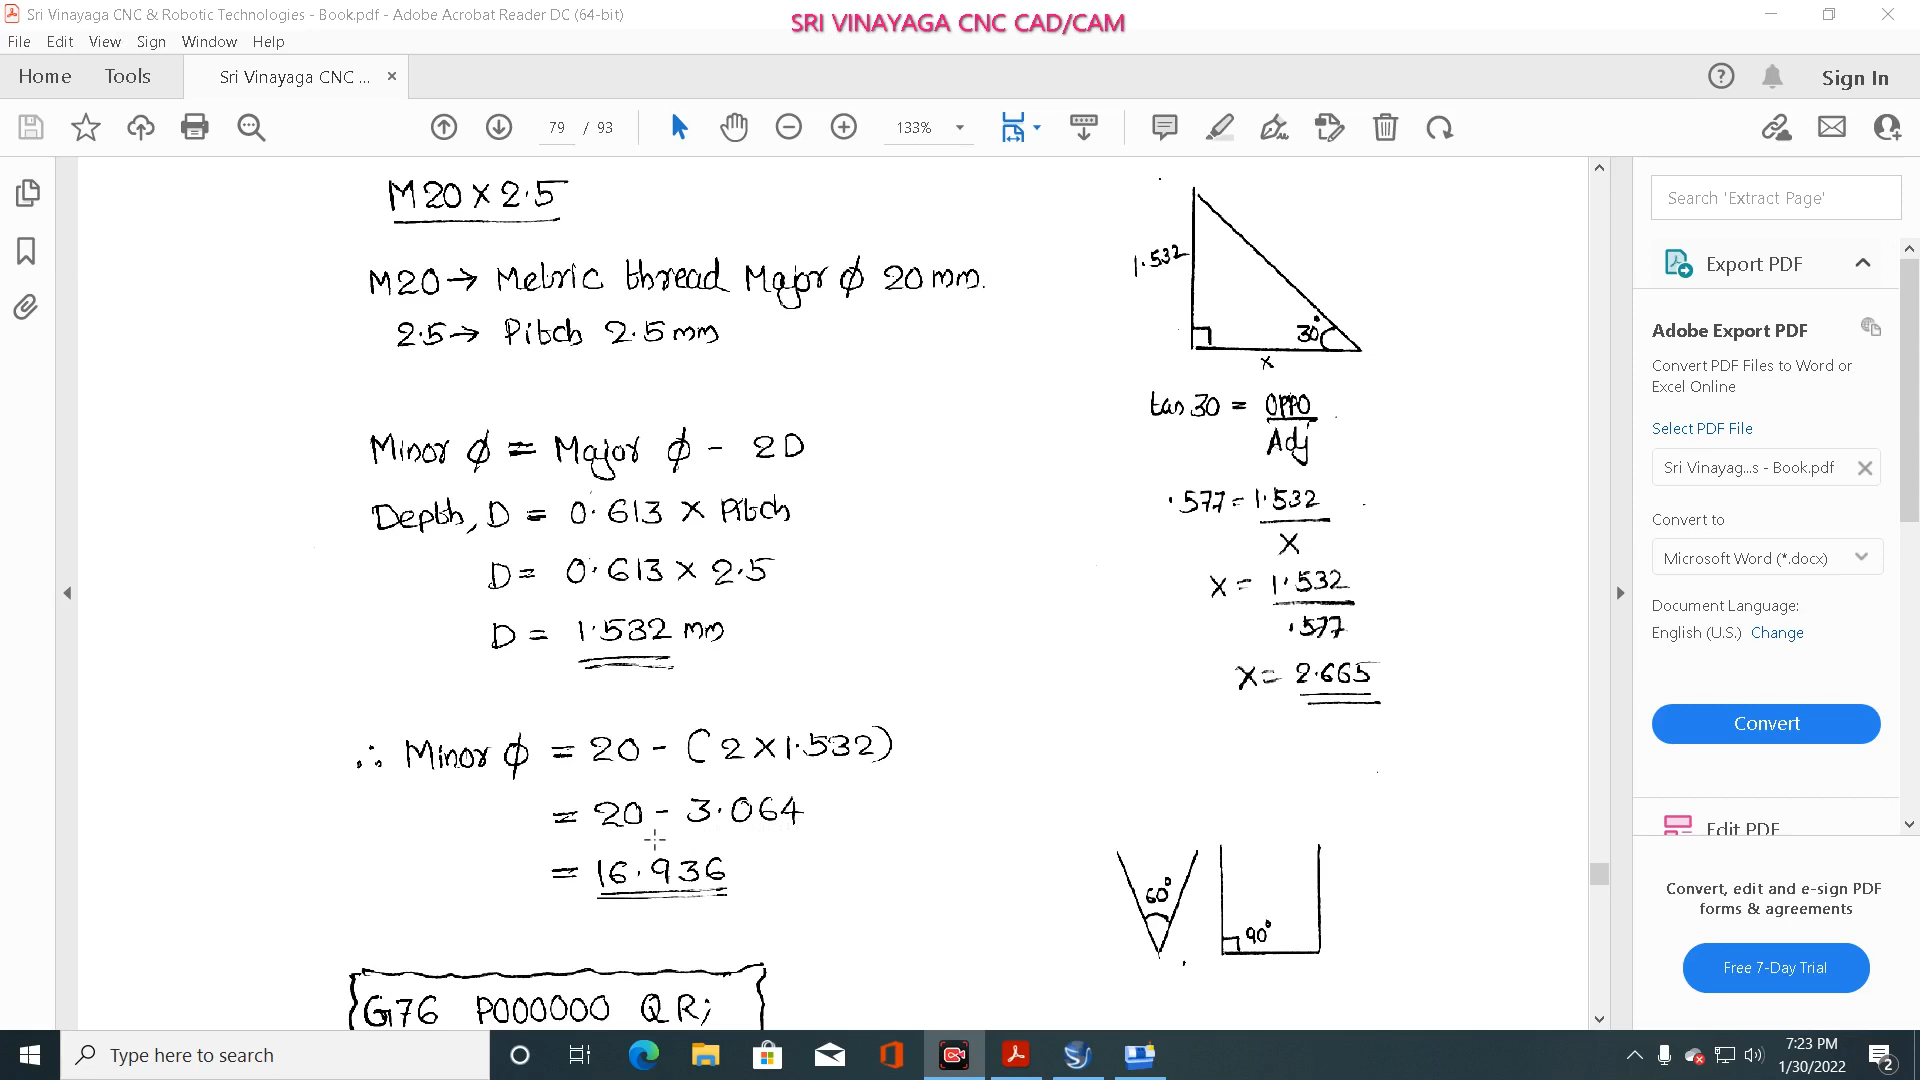 Sri Vinayaga CNC & Robotic Technologies - Book.pdf - Adobe Acrobat Reader DC (64-bit)
SRI VINAYAGA CNC CAD/CAM
File Edit View Sign Window Help
Home Tools Sri Vinayaga CNC ... × Sign In
79 / 93 133%
M20 X 2.5
M20 → Metric thread Major ϕ 20 mm.
2.5 → Pitch 2.5 mm
Minor ϕ = Major ϕ - 2D
Depth, D = 0.613 X Pitch
D = 0.613 X 2.5
D = 1.532 mm
∴ Minor ϕ = 20 - (2 X 1.532)
= 20 - 3.064
= 16.936
G76 P000000 Q R;
1.532
30°
x
tan 30 = OPPO
Adj
.577 = 1.532
X
X = 1.532
.577
X = 2.665
60°
90°
Search 'Extract Page'
Export PDF
Adobe Export PDF
Convert PDF Files to Word or
Excel Online
Select PDF File
Sri Vinayag...s - Book.pdf
Convert to
Microsoft Word (*.docx)
Document Language:
English (U.S.) Change
Convert
Edit PDF
Convert, edit and e-sign PDF
forms & agreements
Free 7-Day Trial
Type here to search
7:23 PM
1/30/2022
2